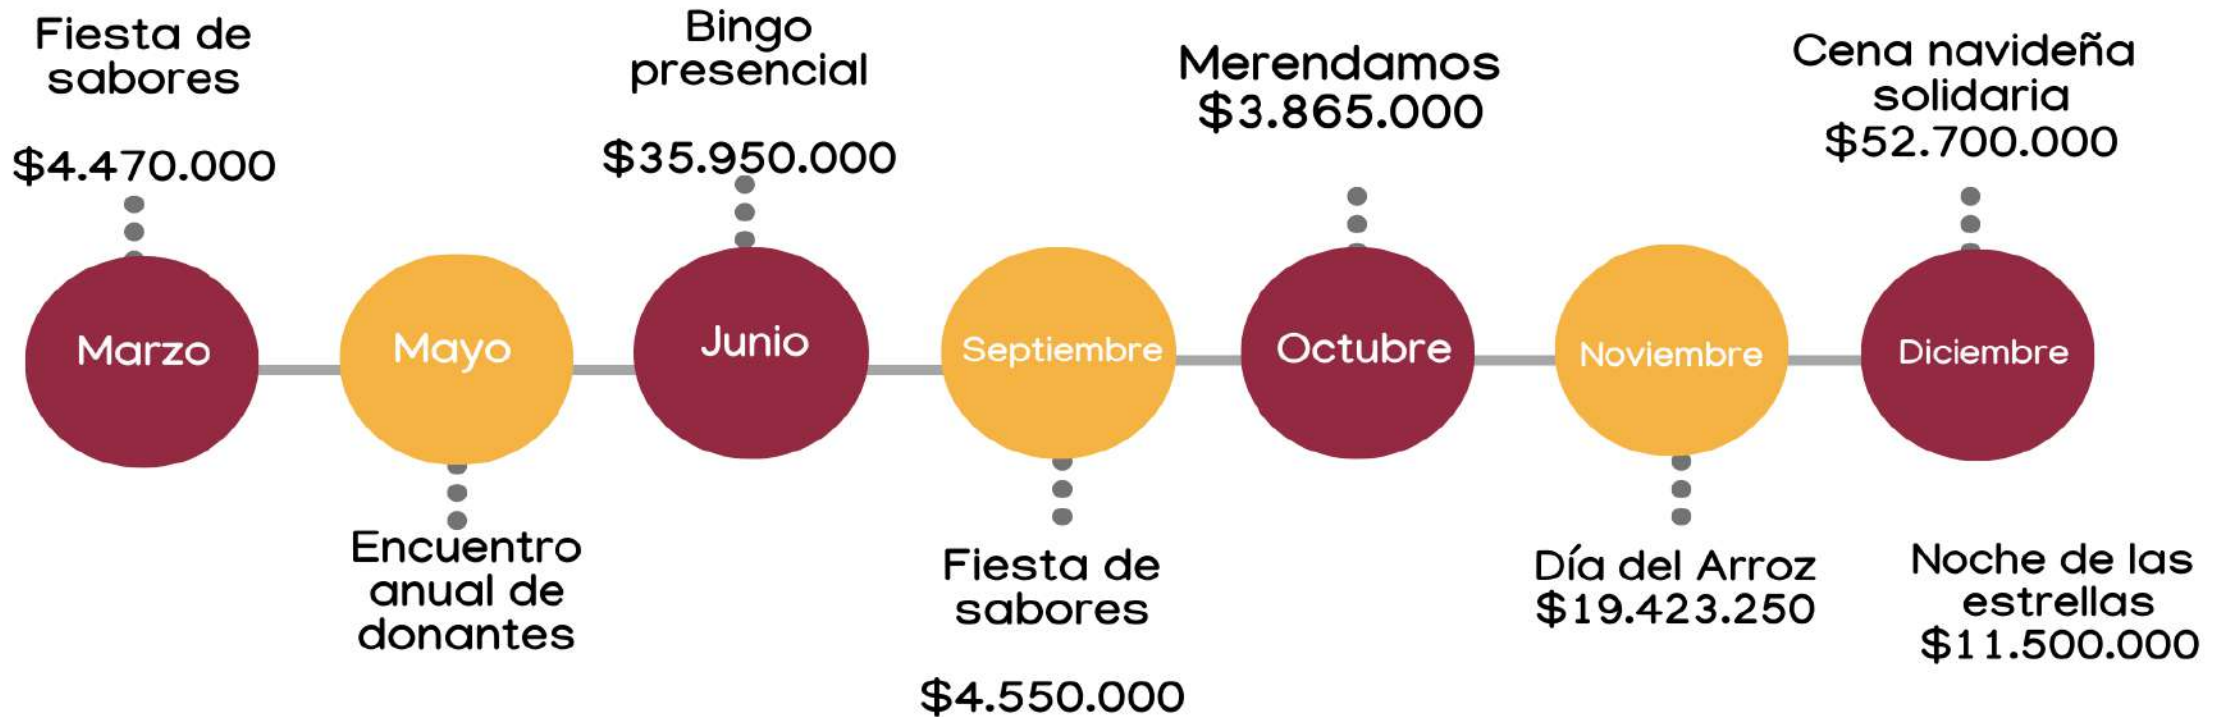 Fiesta de
sabores
$4.470.000
Bingo
presencial
$35.950.000
Merendamos
$3.865.000
Cena navideña
solidaria
$52.700.000
Marzo
Mayo
Junio
Septiembre
Octubre
Noviembre
Diciembre
Encuentro
anual de
donantes
Fiesta de
sabores
$4.550.000
Día del Arroz
$19.423.250
Noche de las
estrellas
$11.500.000